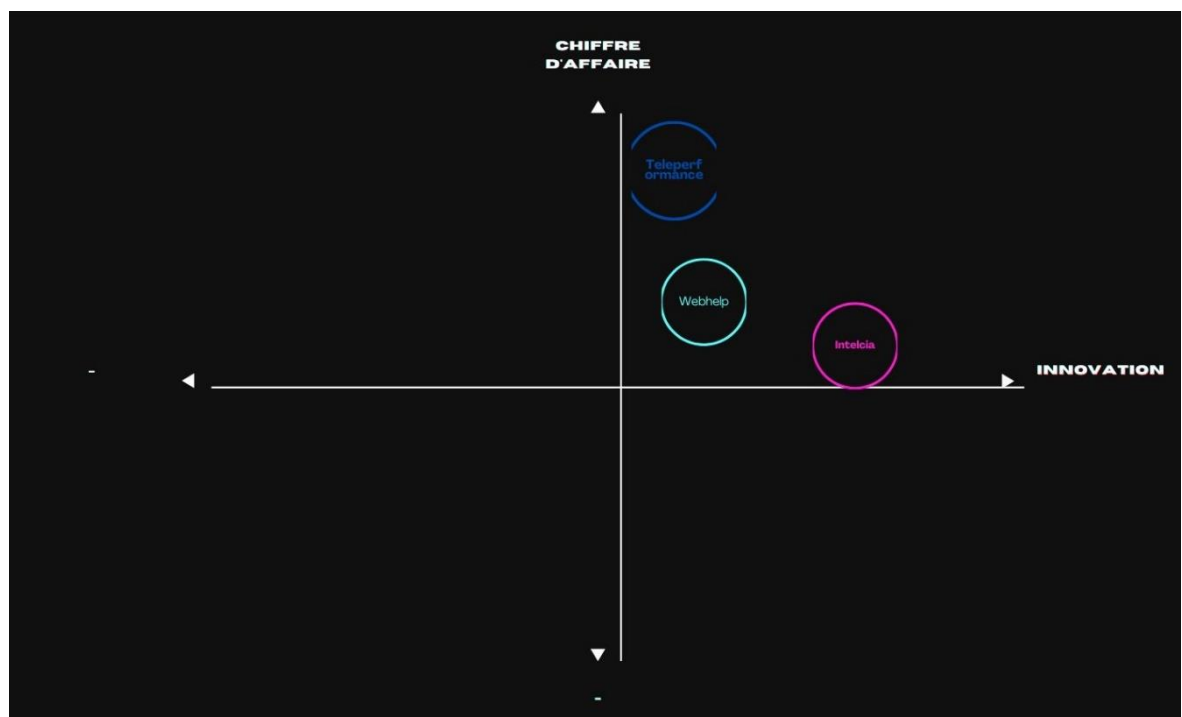 CHIFFRE
D'AFFAIRE
Teleperf
ormance
Webhelp
Intelcia
-
INNOVATION
-